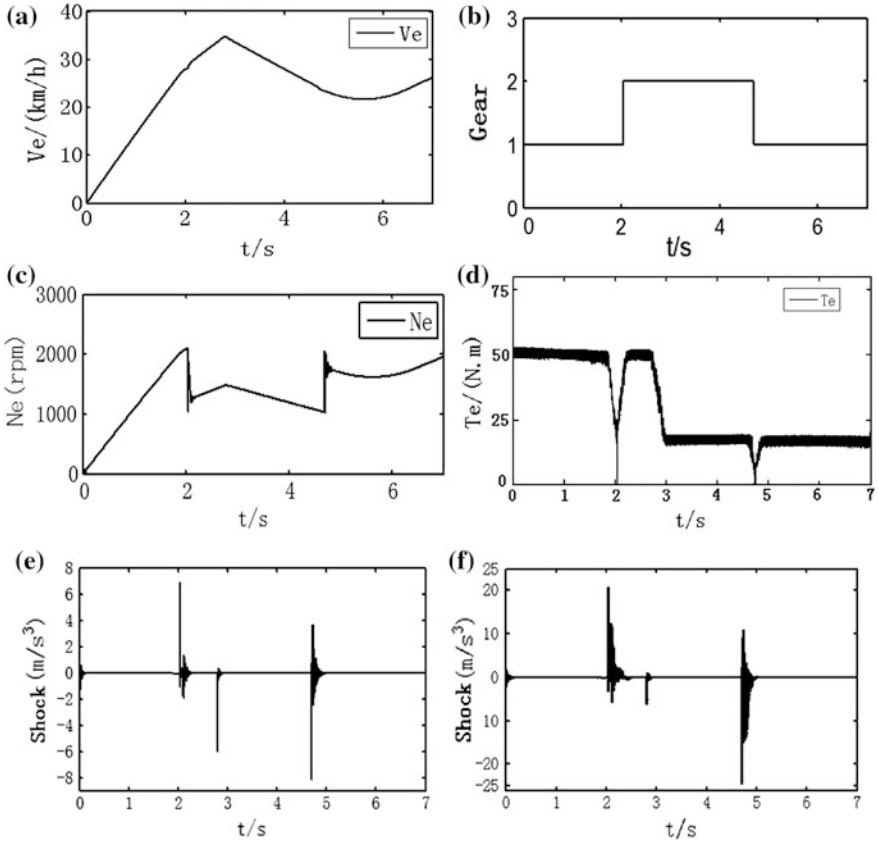 (a)
40
30
20
10
0
Ve/(km/h)
Ve
0 2 4 6
t/s
(b)
3
2
1
0
Gear
0 2 4 6
t/s
(c)
3000
2000
1000
0
Ne(rpm)
Ne
0 2 4 6
t/s
(d)
75
50
25
0
Te/(N.m)
Te
0 1 2 3 4 5 6 7
t/s
(e)
8
6
4
2
0
-2
-4
-6
-8
Shock(m/s³)
0 1 2 3 4 5 6 7
t/s
(f)
25
20
10
0
10
-20
-25
Shock(m/s³)
0 1 2 3 4 5 6 7
t/s